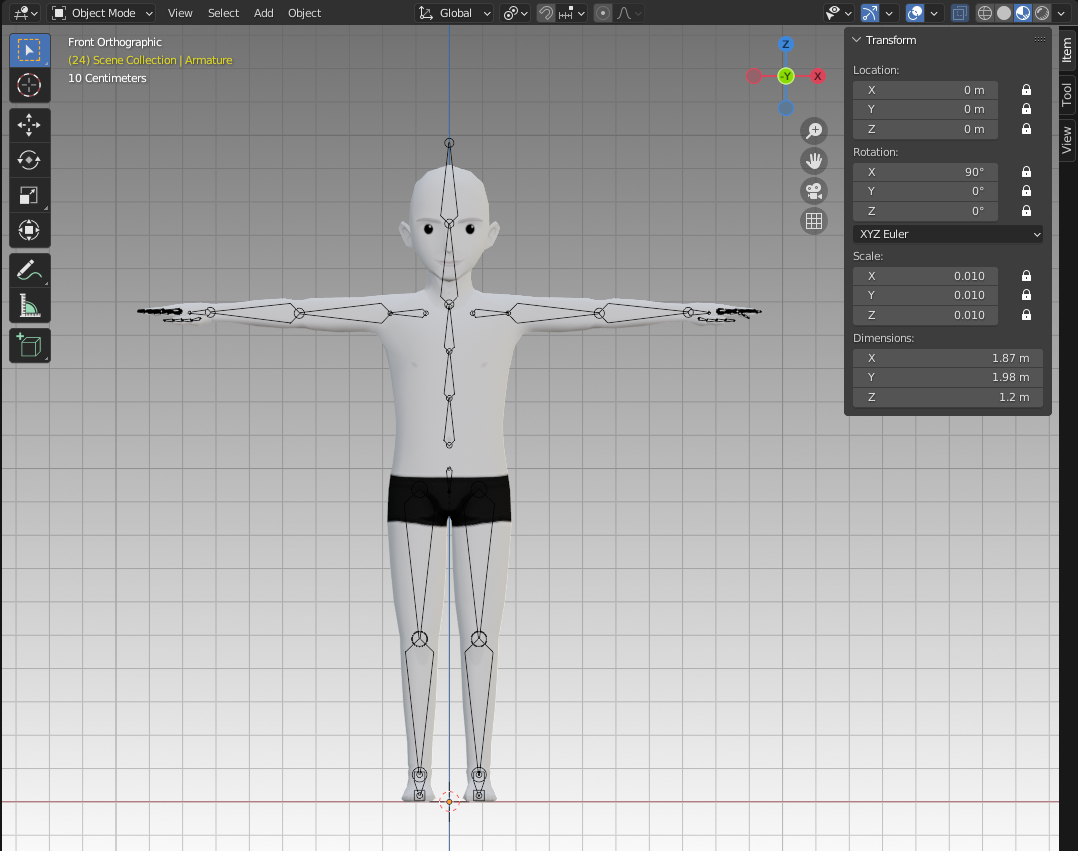 Object Mode View Select Add Object Global
Front Orthographic
(24) Scene Collection | Armature
10 Centimeters
Z
-Y
X
Transform
Location:
X 0 m
Y 0 m
Z 0 m
Rotation:
X 90°
Y 0°
Z 0°
XYZ Euler
Scale:
X 0.010
Y 0.010
Z 0.010
Dimensions:
X 1.87 m
Y 1.98 m
Z 1.2 m
Item
Tool
View